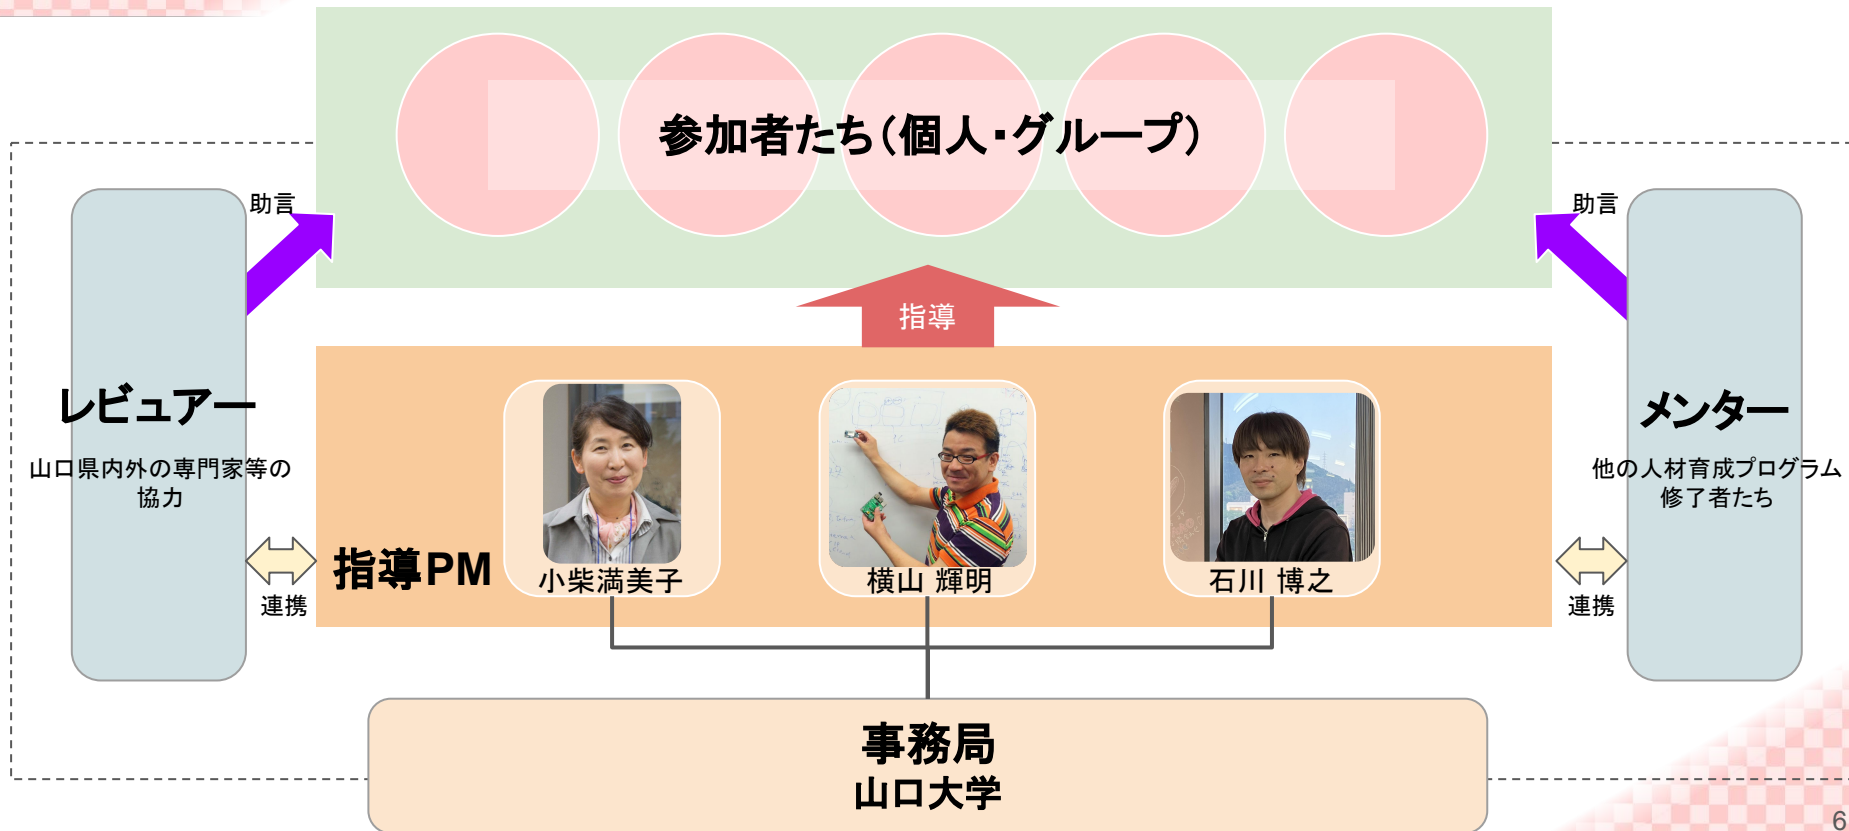 参加者たち（個人・グループ）
助言
助言
指導
レビュアー
山口県内外の専門家等の
協力
メンター
他の人材育成プログラム
修了者たち
指導PM
小柴満美子
横山 輝明
石川 博之
連携
連携
事務局
山口大学
6